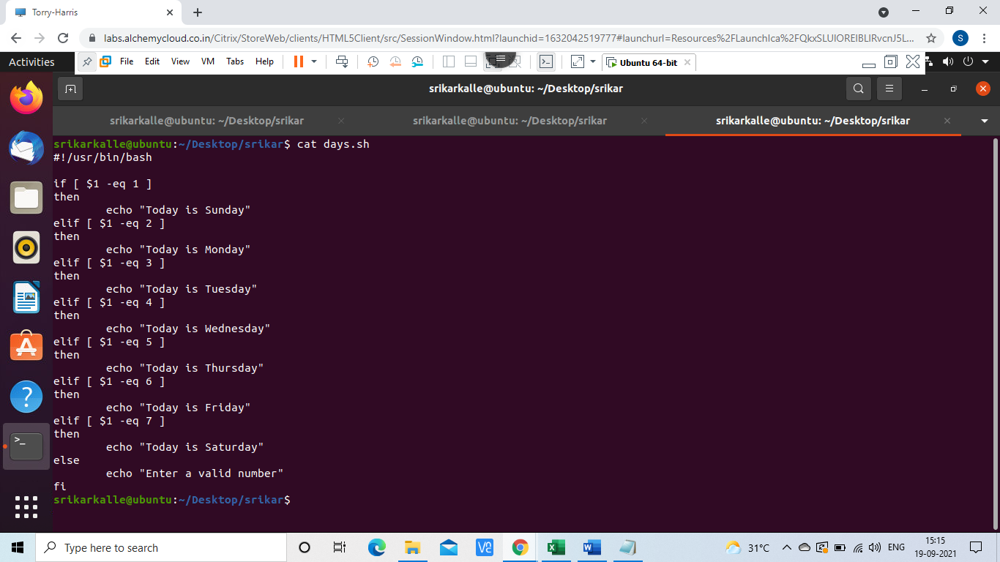 Torry-Harris
labs.alchemycloud.co.in/Citrix/StoreWeb/clients/HTML5Client/src/SessionWindow.html?launchid=1632042519777#launchurl=Resources%2FLaunchIca%2FQkxSLUlOREIBLIRvcnJ5L...
S
Activities
File Edit View VM Tabs Help
Ubuntu 64-bit
srikarkalle@ubuntu: ~/Desktop/srikar
srikarkalle@ubuntu: ~/Desktop/srikar srikarkalle@ubuntu: ~/Desktop/srikar srikarkalle@ubuntu: ~/Desktop/srikar
srikarkalle@ubuntu:~/Desktop/srikar$ cat days.sh
#!/usr/bin/bash
if [ $1 -eq 1 ]
then
echo "Today is Sunday"
elif [ $1 -eq 2 ]
then
echo "Today is Monday"
elif [ $1 -eq 3 ]
then
echo "Today is Tuesday"
elif [ $1 -eq 4 ]
then
echo "Today is Wednesday"
elif [ $1 -eq 5 ]
then
echo "Today is Thursday"
elif [ $1 -eq 6 ]
then
echo "Today is Friday"
elif [ $1 -eq 7 ]
then
echo "Today is Saturday"
else
echo "Enter a valid number"
fi
srikarkalle@ubuntu:~/Desktop/srikar$
Type here to search
31°C
ENG
15:15
19-09-2021